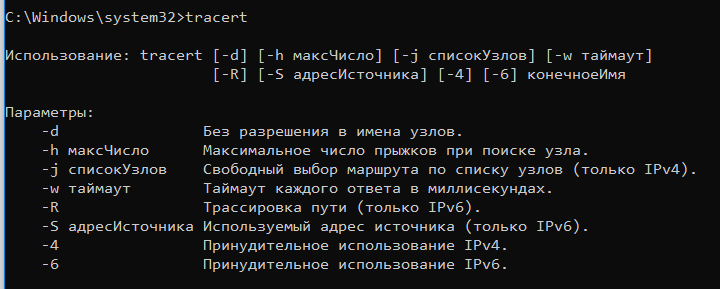 C:\Windows\system32>tracert
Использование: tracert [-d] [-h максЧисло] [-j списокУзлов] [-w таймаут]
[-R] [-S адресИсточника] [-4] [-6] конечноеИмя
Параметры:
-d Без разрешения в имена узлов.
-h максЧисло Максимальное число прыжков при поиске узла.
-j списокУзлов Свободный выбор маршрута по списку узлов (только IPv4).
-w таймаут Таймаут каждого ответа в миллисекундах.
-R Трассировка пути (только IPv6).
-S адресИсточника Используемый адрес источника (только IPv6).
-4 Принудительное использование IPv4.
-6 Принудительное использование IPv6.